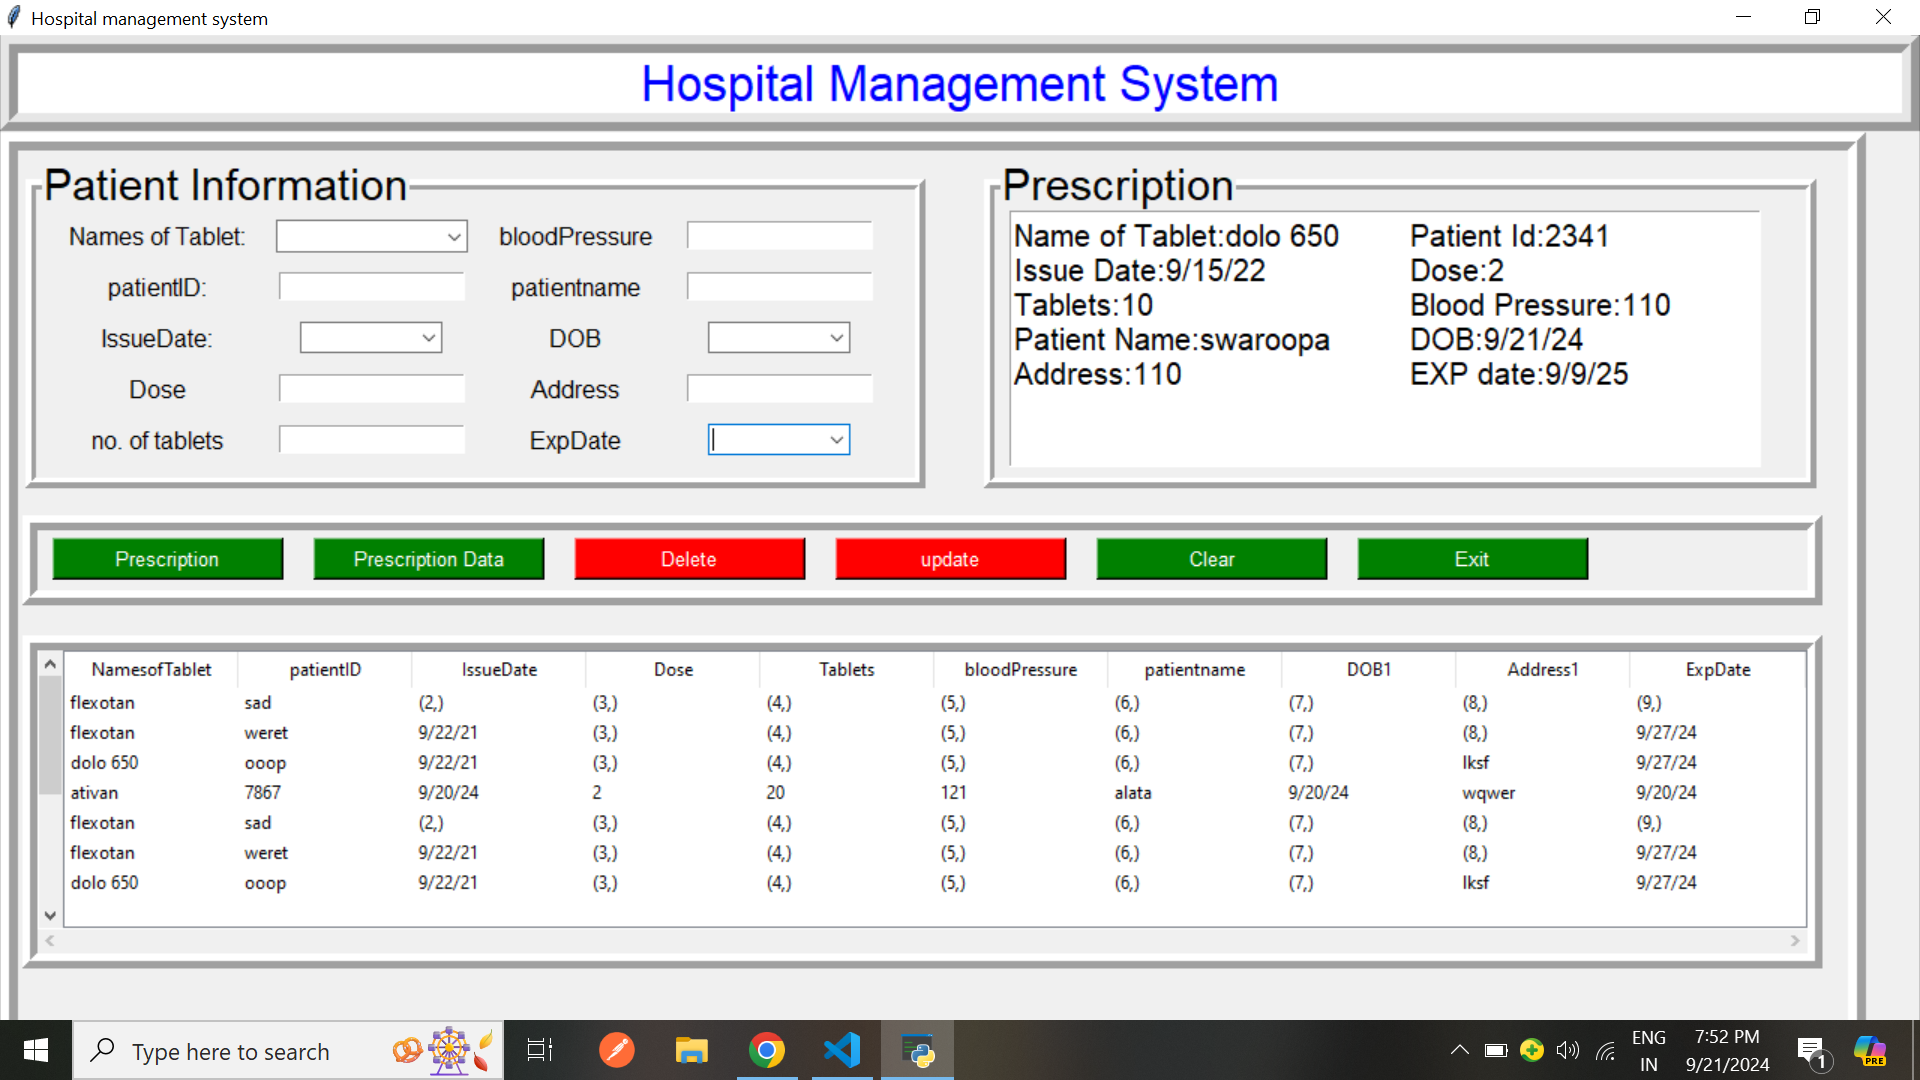 Hospital management system
Hospital Management System
Patient Information
Names of Tablet:
bloodPressure
patientID:
patientname
IssueDate:
DOB
Dose
Address
no. of tablets
ExpDate
Prescription
Name of Tablet:dolo 650 Patient Id:2341
Issue Date:9/15/22 Dose:2
Tablets:10 Blood Pressure:110
Patient Name:swaroopa DOB:9/21/24
Address:110 EXP date:9/9/25
Prescription Prescription Data Delete update Clear Exit
NamesofTablet patientID IssueDate Dose Tablets bloodPressure patientname DOB1 Address1 ExpDate
flexotan sad (2,) (3,) (4,) (5,) (6,) (7,) (8,) (9,)
flexotan weret 9/22/21 (3,) (4,) (5,) (6,) (7,) (8,) 9/27/24
dolo 650 ooop 9/22/21 (3,) (4,) (5,) (6,) (7,) lksf 9/27/24
ativan 7867 9/20/24 2 20 121 alata 9/20/24 wqwer 9/20/24
flexotan sad (2,) (3,) (4,) (5,) (6,) (7,) (8,) (9,)
flexotan weret 9/22/21 (3,) (4,) (5,) (6,) (7,) (8,) 9/27/24
dolo 650 ooop 9/22/21 (3,) (4,) (5,) (6,) (7,) lksf 9/27/24
Type here to search
ENG
IN
7:52 PM
9/21/2024
1
PRE